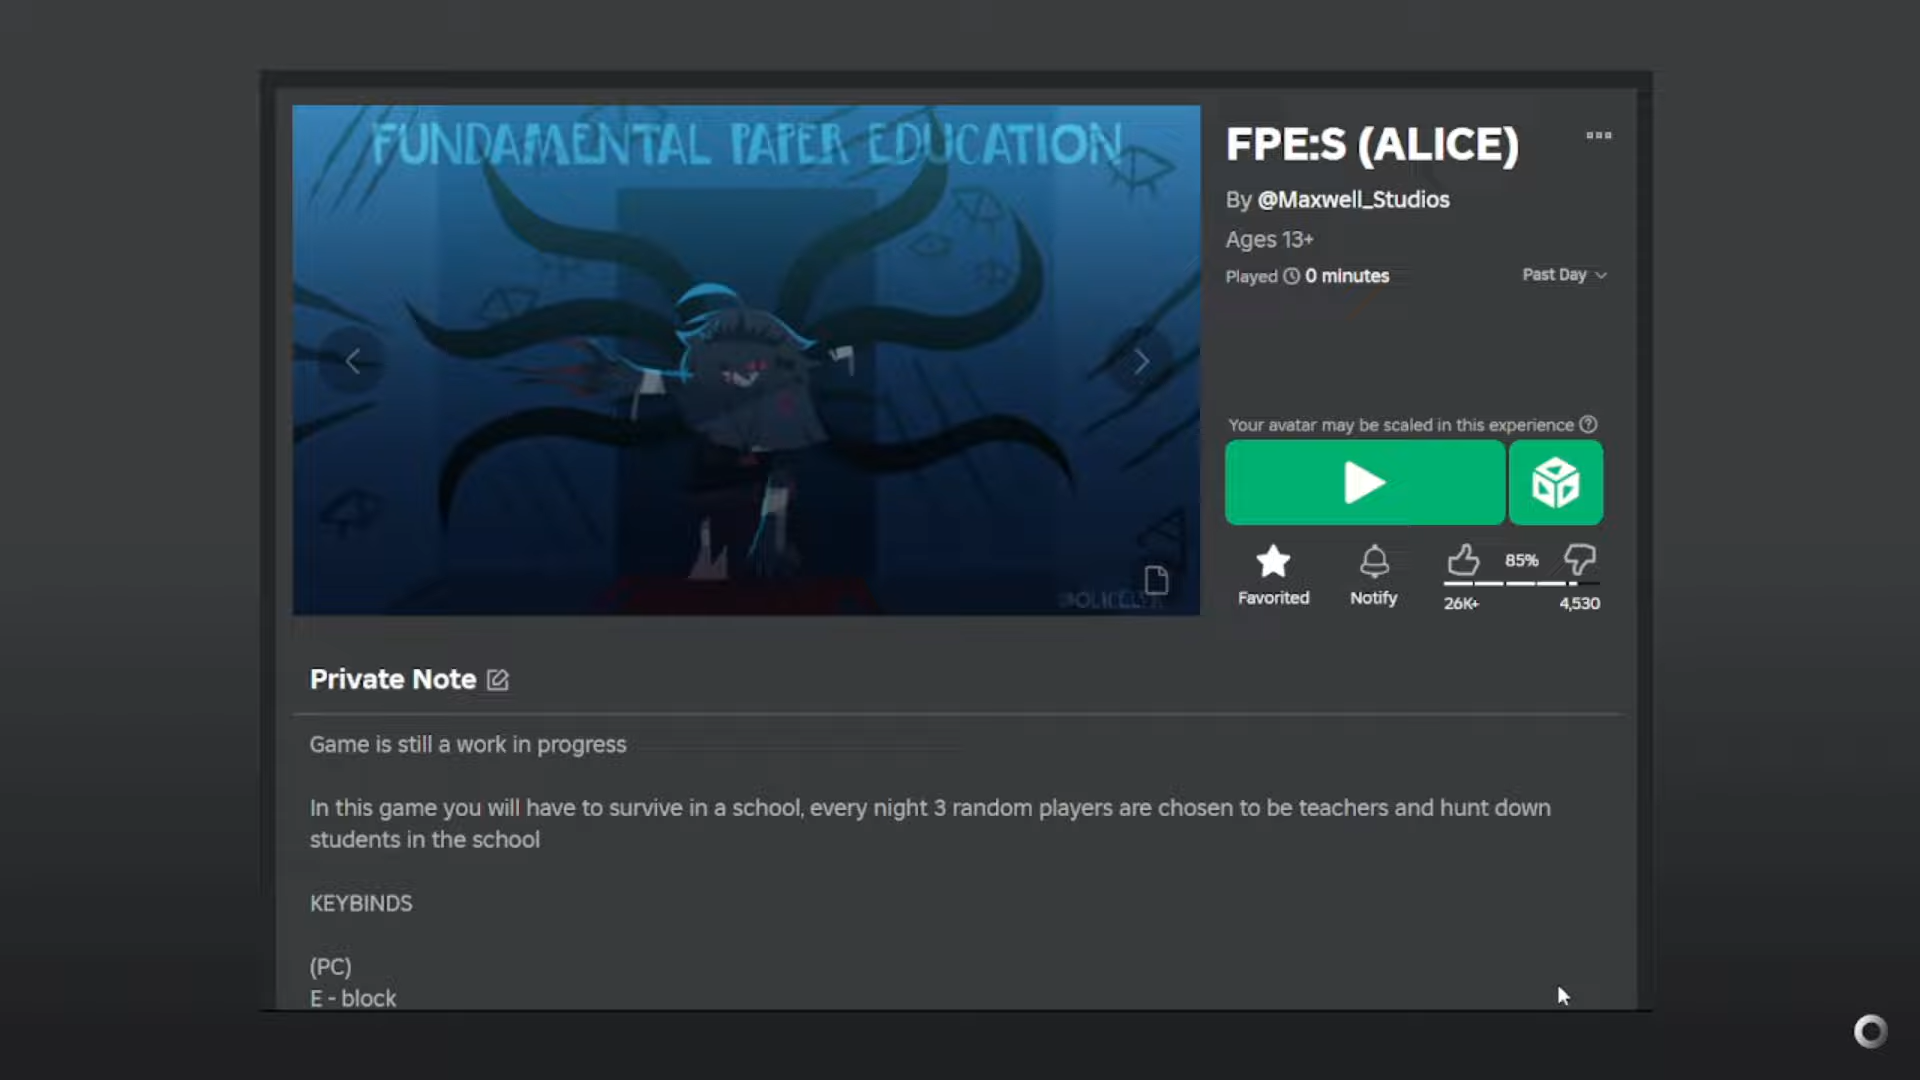 FUNDAMENTAL PAPER EDUCATION
FPE:S (ALICE)
By @Maxwell_Studios
Ages 13+
Played 0 minutes
Past Day
Your avatar may be scaled in this experience
Favorited
Notify
85%
26K+
4,530
Private Note
Game is still a work in progress
In this game you will have to survive in a school, every night 3 random players are chosen to be teachers and hunt down
students in the school
KEYBINDS
(PC)
E - block